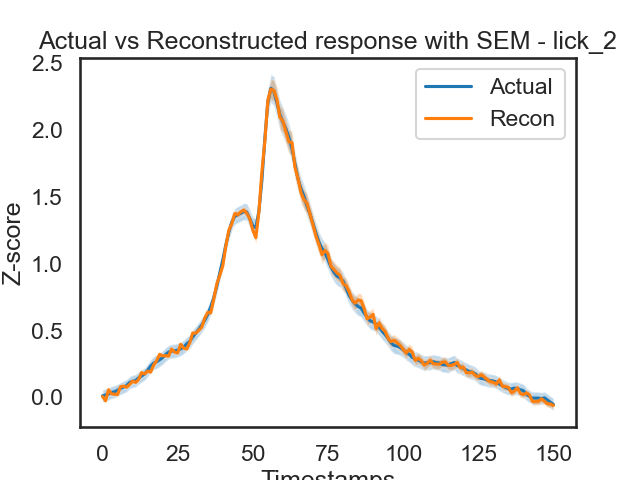 Actual vs Reconstructed response with SEM - lick_2
2.5
2.0
1.5
1.0
0.5
0.0
Z-score
Actual
Recon
0 25 50 75 100 125 150
Timestamps